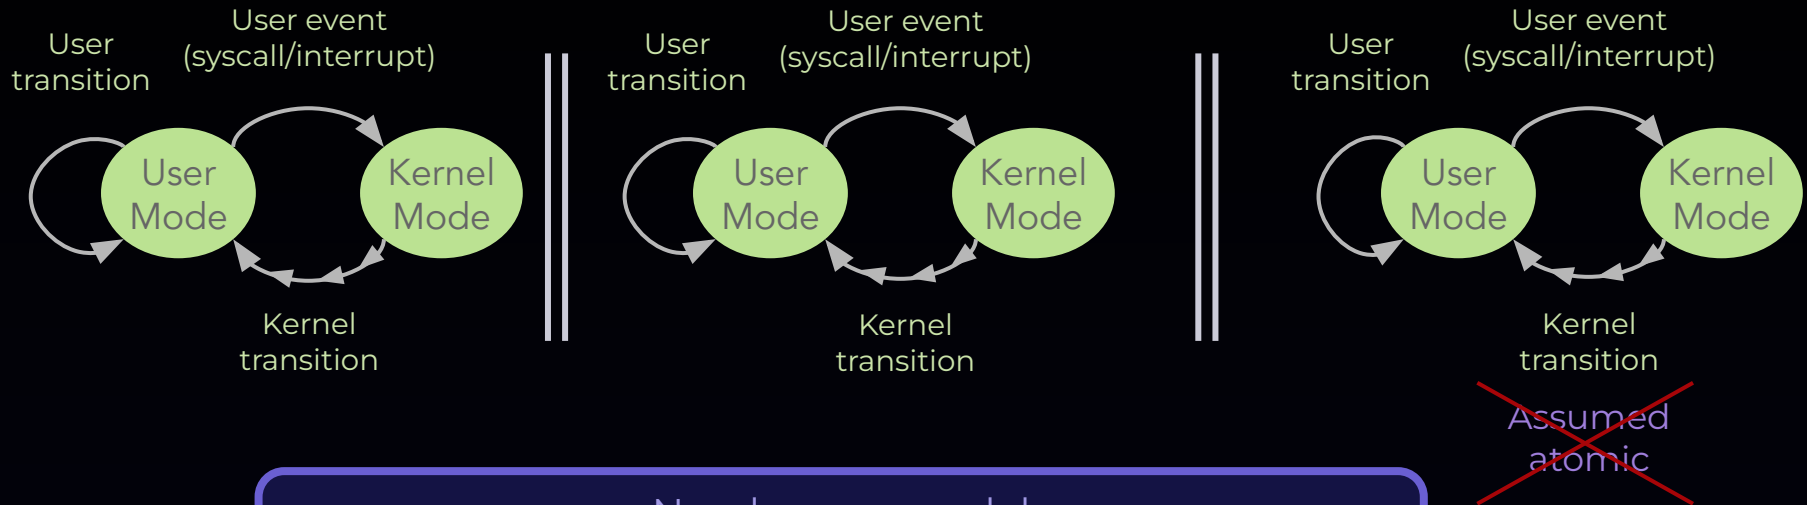 User
transition
User event
(syscall/interrupt)
User
Mode
Kernel
Mode
Kernel
transition
User
transition
User event
(syscall/interrupt)
User
Mode
Kernel
Mode
Kernel
transition
User
transition
User event
(syscall/interrupt)
User
Mode
Kernel
Mode
Kernel
transition
Assumed
atomic